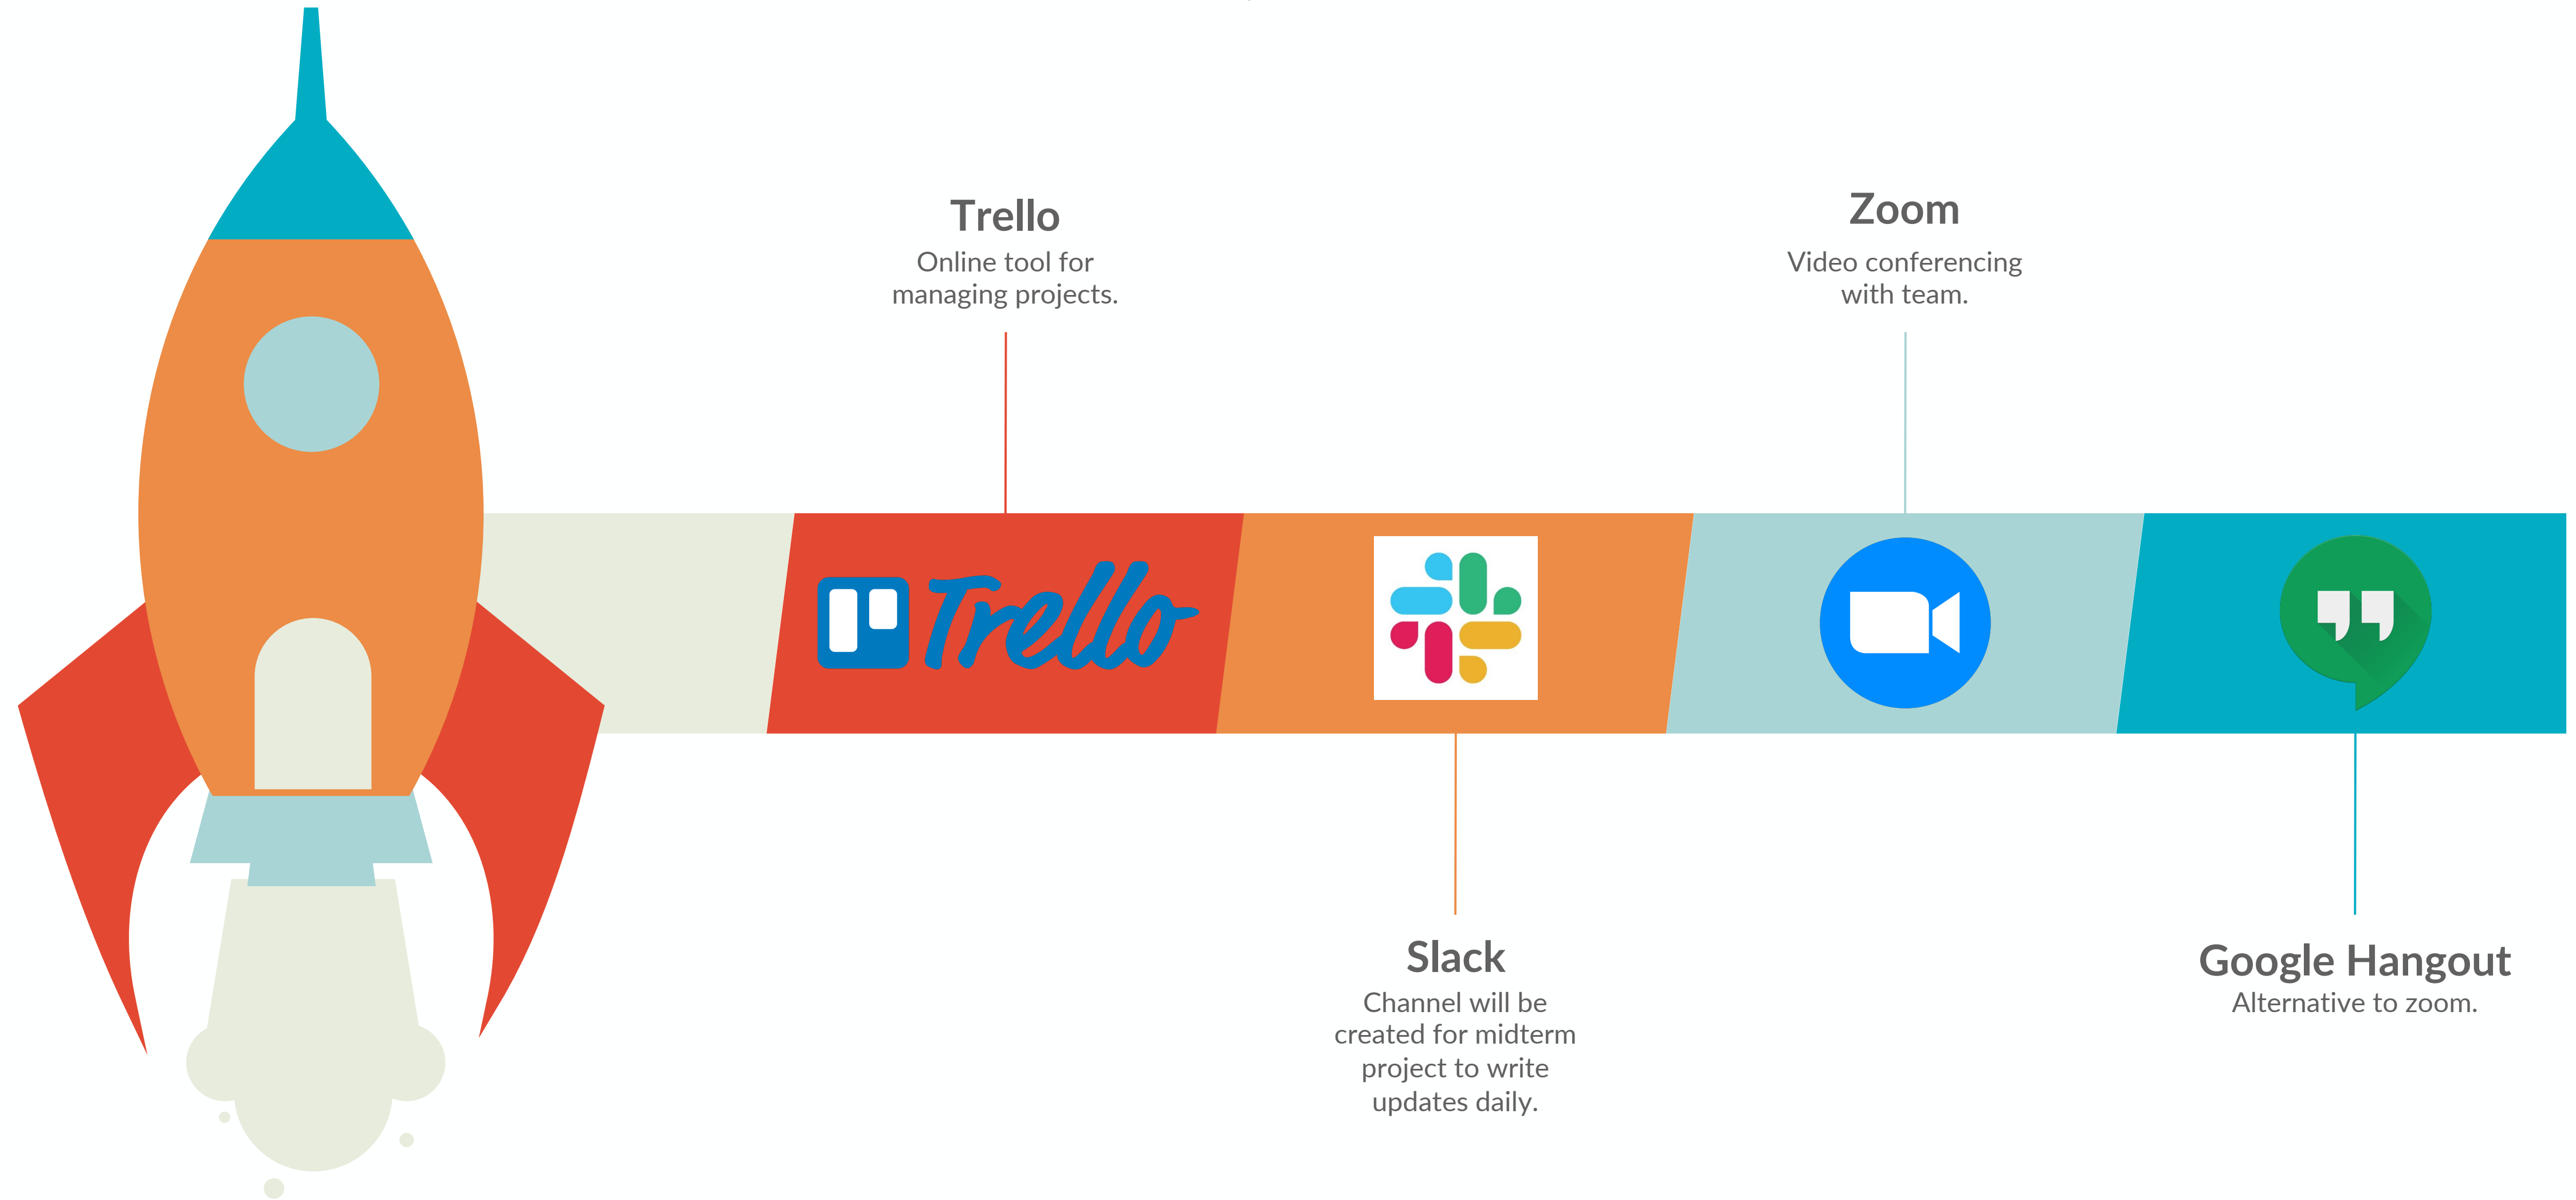 Trello
Online tool for
managing projects.
Zoom
Video conferencing
with team.
Trello
Slack
Channel will be
created for midterm
project to write
updates daily.
Google Hangout
Alternative to zoom.